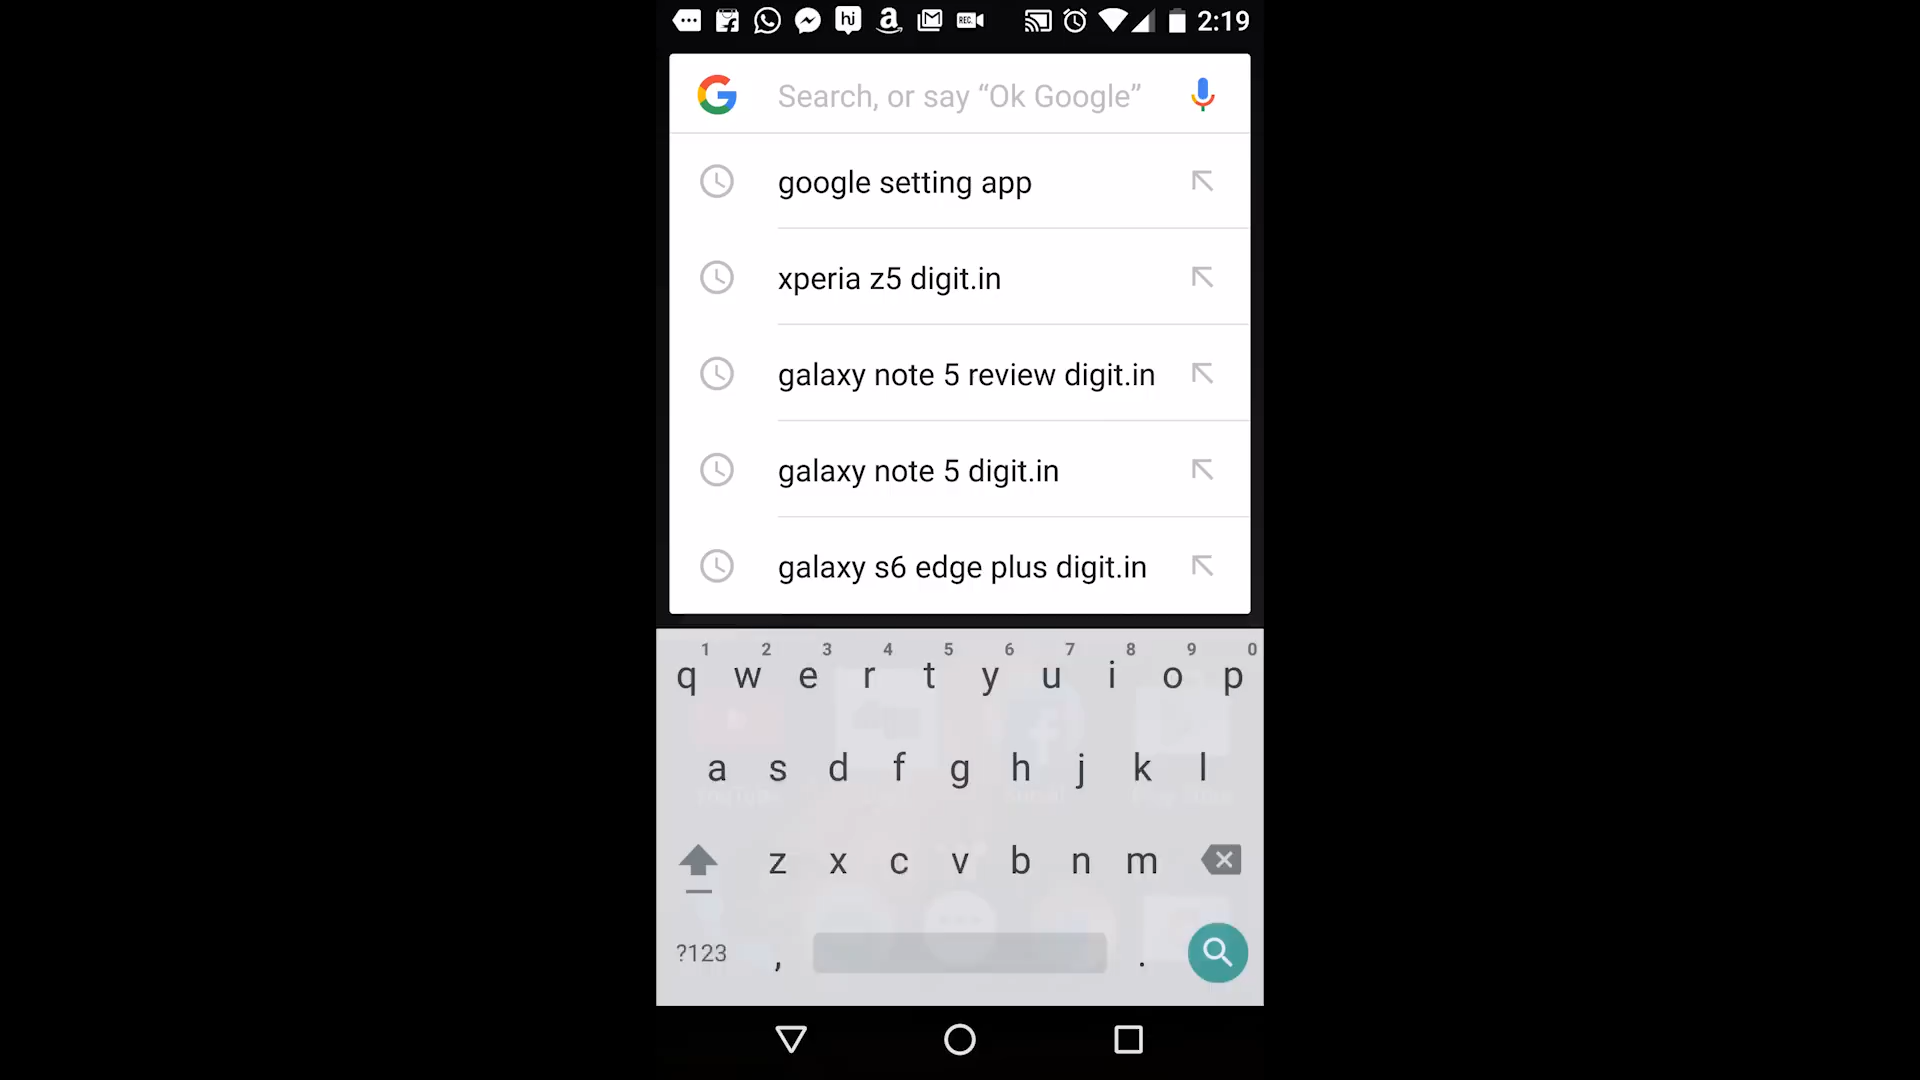 hi a REC. 2:19
G Search, or say “Ok Google”
google setting app
xperia z5 digit.in
galaxy note 5 review digit.in
galaxy note 5 digit.in
galaxy s6 edge plus digit.in
1 2 3 4 5 6 7 8 9 0
q w e r t y u i o p
a s d f g h j k l
z x c v b n m
?123 , .